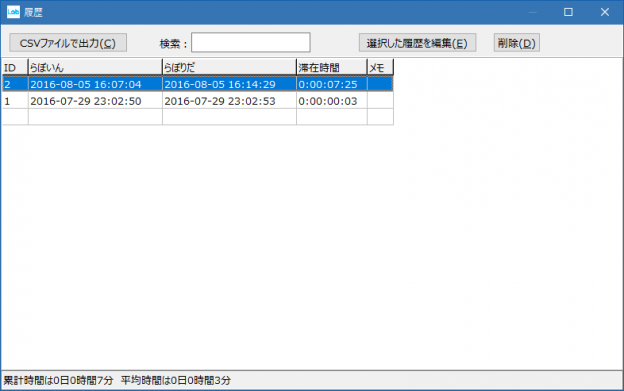 Lab 履歴
CSVファイルで出力(C) 検索： 選択した履歴を編集(E) 削除(D)
ID らぼいん らぼりだ 滞在時間 メモ
2 2016-08-05 16:07:04 2016-08-05 16:14:29 0:00:07:25
1 2016-07-29 23:02:50 2016-07-29 23:02:53 0:00:00:03
累計時間は0日0時間7分 平均時間は0日0時間3分